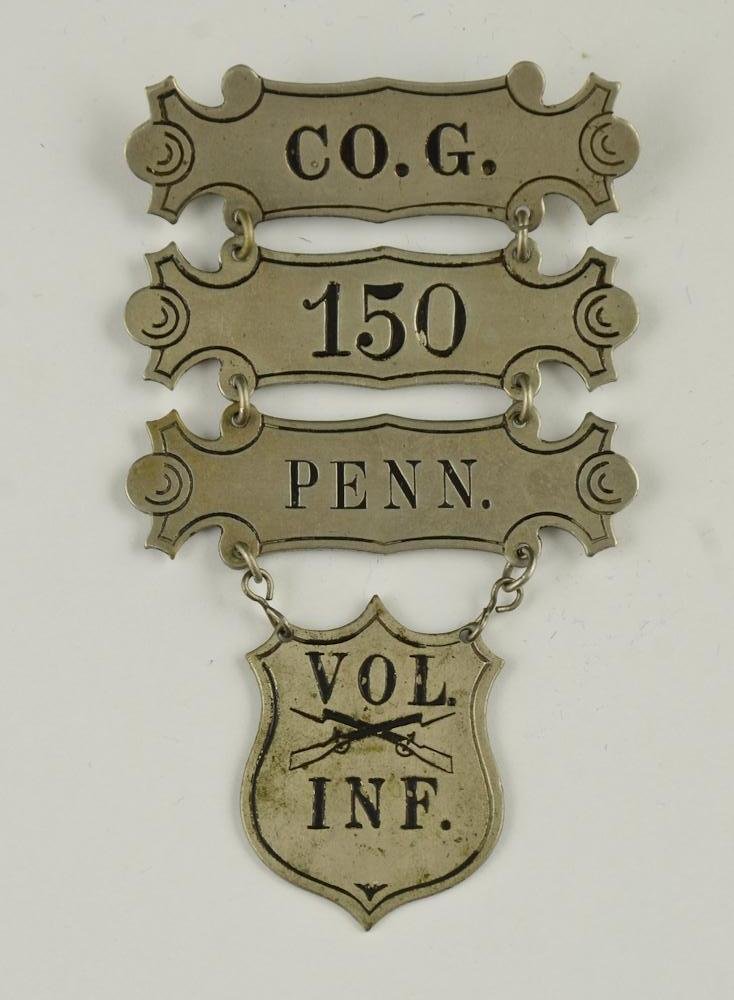 CO. G.
150
PENN.
VOL.
INF.